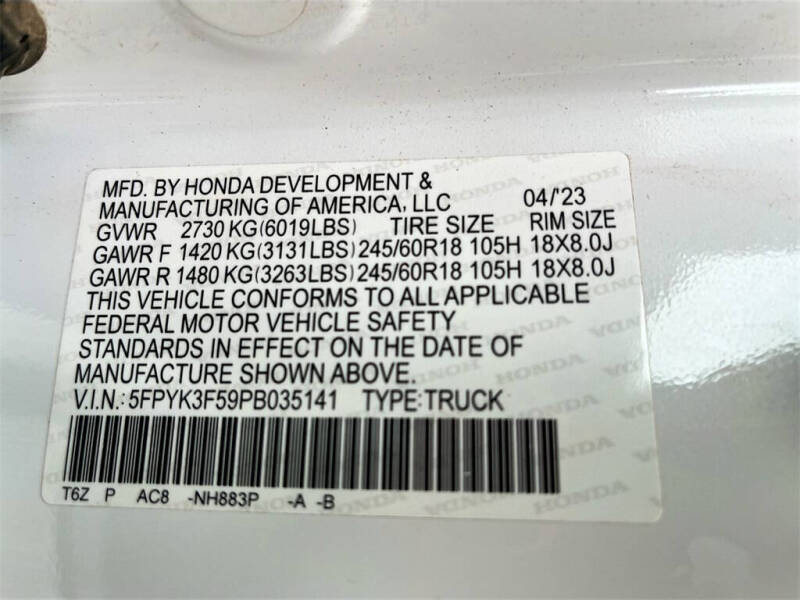 MFD. BY HONDA DEVELOPMENT &
MANUFACTURING OF AMERICA, LLC 04/'23
GVWR 2730 KG(6019LBS) TIRE SIZE RIM SIZE
GAWR F 1420 KG(3131LBS) 245/60R18 105H 18X8.0J
GAWR R 1480 KG(3263LBS) 245/60R18 105H 18X8.0J
THIS VEHICLE CONFORMS TO ALL APPLICABLE
FEDERAL MOTOR VEHICLE SAFETY
STANDARDS IN EFFECT ON THE DATE OF
MANUFACTURE SHOWN ABOVE.
V.I.N.: 5FPYK3F59PB035141 TYPE:TRUCK
T6Z P AC8 -NH883P -A -B